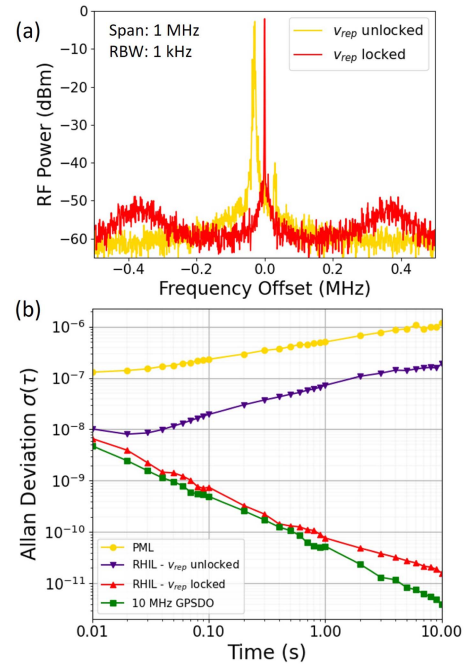 (a)
Span: 1 MHz
RBW: 1 kHz
v_rep unlocked
v_rep locked
0
−10
−20
−30
−40
−50
−60
RF Power (dBm)
−0.4
−0.2
0.0
0.2
0.4
Frequency Offset (MHz)
(b)
10⁻⁶
10⁻⁷
10⁻⁸
10⁻⁹
10⁻¹⁰
10⁻¹¹
Allan Deviation σ(τ)
PML
RHIL - v_rep unlocked
RHIL - v_rep locked
10 MHz GPSDO
0.01
0.10
1.00
10.00
Time (s)